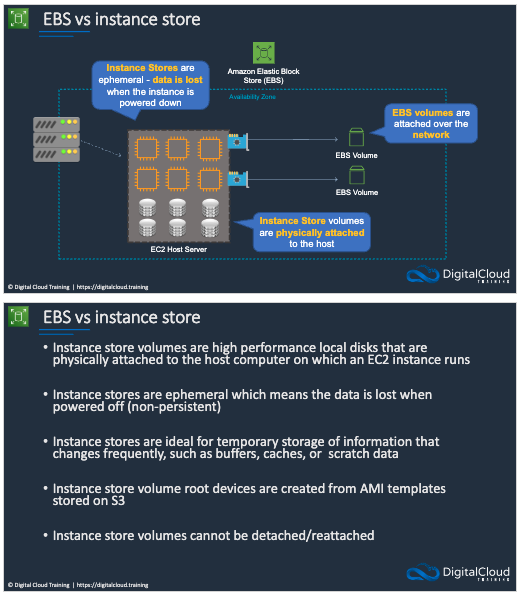 EBS vs instance store
Instance Stores are
ephemeral - data is lost
when the instance is
powered down
Amazon Elastic Block
Store (EBS)
Availability Zone
EBS volumes are
attached over the
network
EBS Volume
EBS Volume
Instance Store volumes
are physically attached
to the host
EC2 Host Server
DigitalCloud
TRAINING
© Digital Cloud Training | https://digitalcloud.training
EBS vs instance store
• Instance store volumes are high performance local disks that are
physically attached to the host computer on which an EC2 instance runs
• Instance stores are ephemeral which means the data is lost when
powered off (non-persistent)
• Instance stores are ideal for temporary storage of information that
changes frequently, such as buffers, caches, or scratch data
• Instance store volume root devices are created from AMI templates
stored on S3
• Instance store volumes cannot be detached/reattached
DigitalCloud
TRAINING
© Digital Cloud Training | https://digitalcloud.training